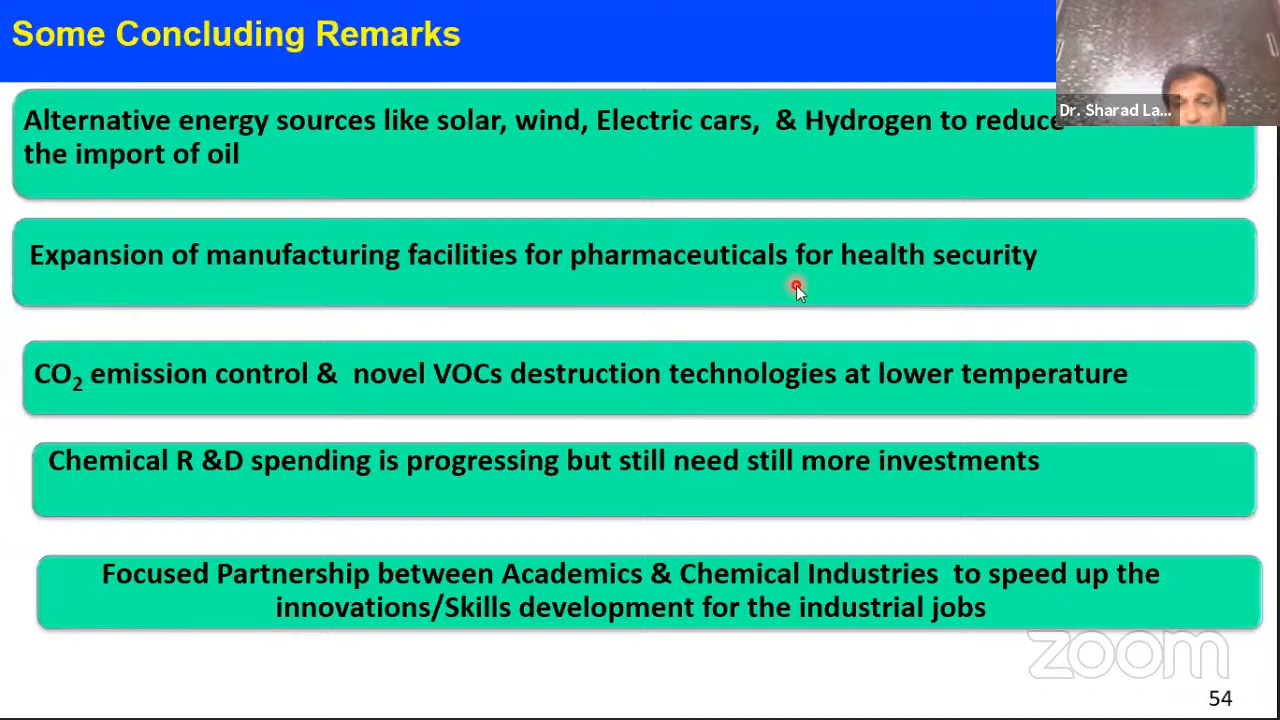 Some Concluding Remarks
Dr. Sharad La...
Alternative energy sources like solar, wind, Electric cars, & Hydrogen to reduce
the import of oil
Expansion of manufacturing facilities for pharmaceuticals for health security
CO₂ emission control & novel VOCs destruction technologies at lower temperature
Chemical R &D spending is progressing but still need still more investments
Focused Partnership between Academics & Chemical Industries to speed up the
innovations/Skills development for the industrial jobs
zoom
54